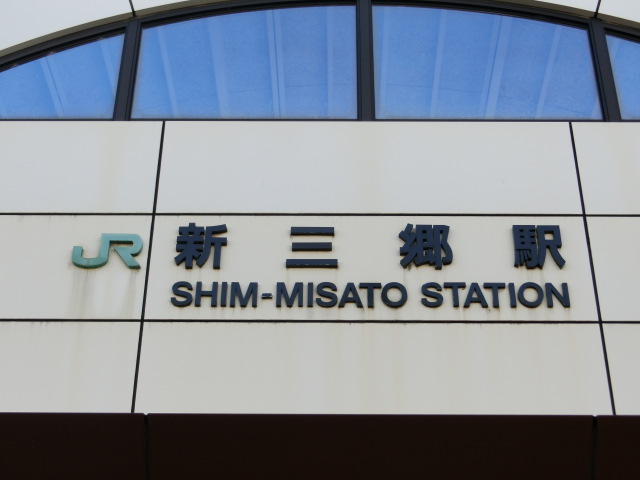 JR 新三郷駅
SHIM-MISATO STATION